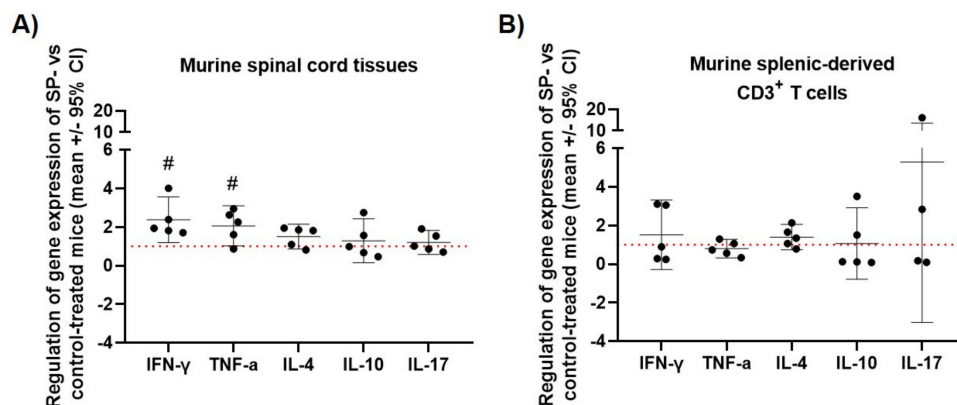 A)
Regulation of gene expression of SP- vs
control-treated mice (mean +/- 95% CI)
Murine spinal cord tissues
20
10
6
4
2
0
-2
-4
#
#
IFN-γ TNF-a IL-4 IL-10 IL-17
B)
Regulation of gene expression of SP- vs
control-treated mice (mean +/- 95% CI)
Murine splenic-derived
CD3⁺ T cells
20
10
6
4
2
0
-2
-4
IFN-γ TNF-a IL-4 IL-10 IL-17